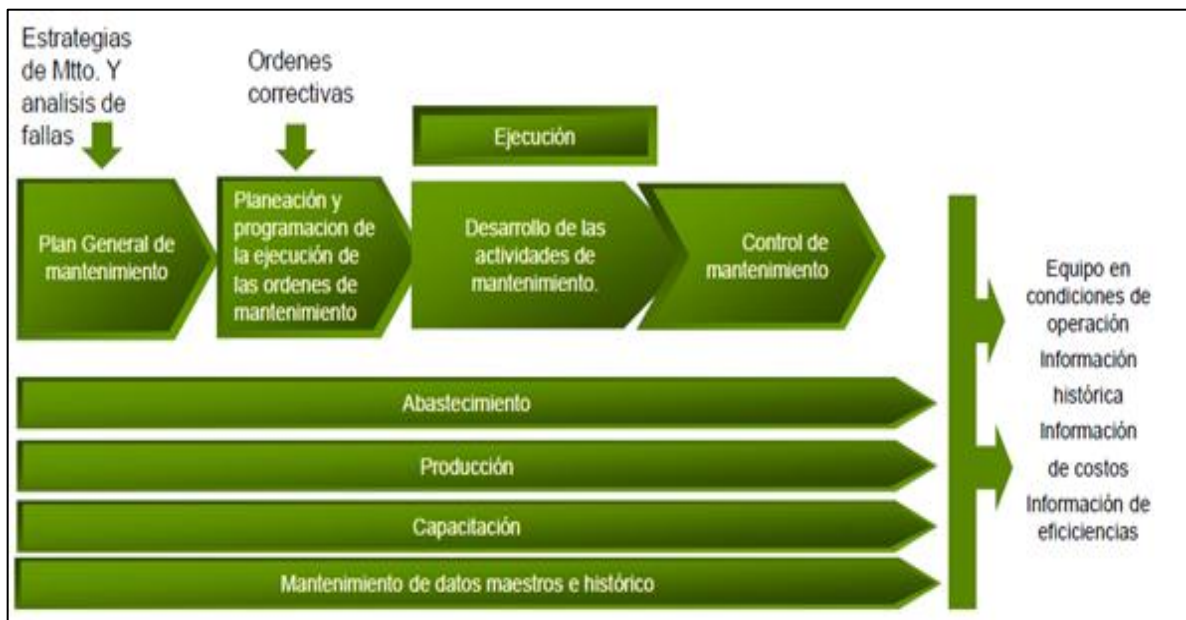 Estrategias
de Mtto. Y
analisis de
fallas
Ordenes
correctivas
Ejecución
Plan General de
mantenimiento
Planeación y
programacion de
la ejecución de
las ordenes de
mantenimiento
Desarrollo de las
actividades de
mantenimiento.
Control de
mantenimiento
Abastecimiento
Producción
Capacitación
Mantenimiento de datos maestros e histórico
Equipo en
condiciones de
operación
Información
histórica
Información
de costos
Información de
eficiciencias